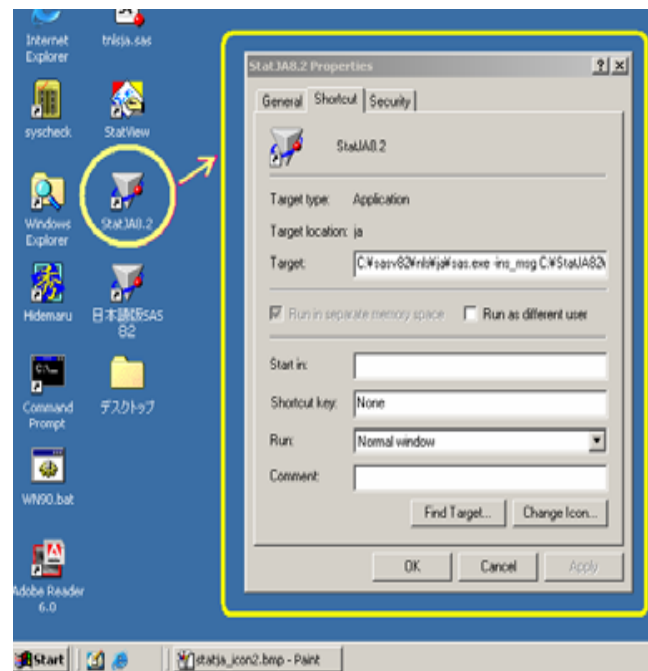 Internet
Explorer
tnlsja.sas
syscheck
StatView
Windows
Explorer
StatJA8.2
Hidemaru
日本語版SAS
82
Command
Prompt
デスクトップ
WN90.bat
Adobe Reader
6.0
StatJA8.2 Properties
General
Shortcut
Security
StatJA8.2
Target type:
Application
Target location:
ja
Target:
C:¥sasv82¥nls¥ja¥sas.exe -ins_msg C:¥StatJA82¥
Run in separate memory space
Run as different user
Start in:
Shortcut key:
None
Run:
Normal window
Comment:
Find Target...
Change Icon...
OK
Cancel
Apply
Start
statja_icon2.bmp - Paint